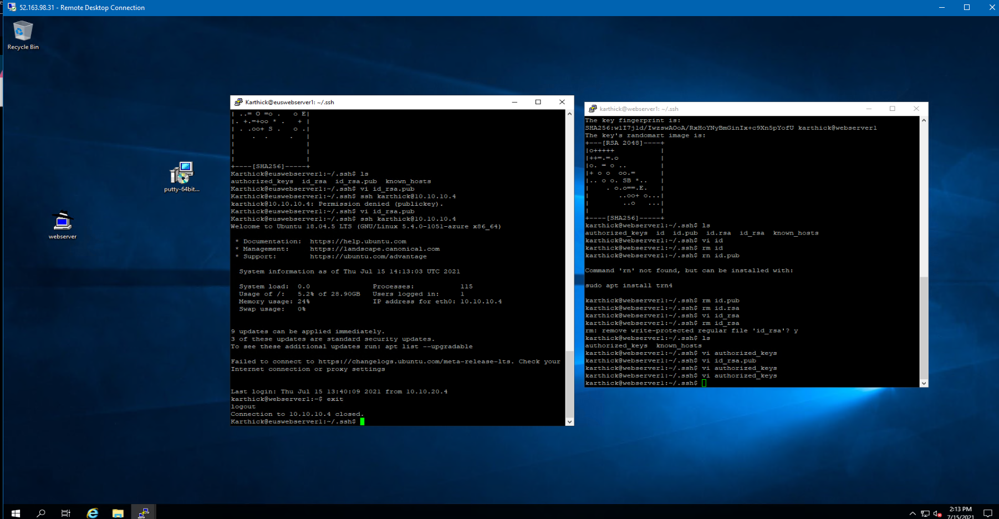 52.163.98.31 - Remote Desktop Connection
Recycle Bin
putty-64bit...
webserver
Karthick@euswebserver1: ~/.ssh
| ..= O =o .   o E|
|. +.=+oo * .   + |
| . .oo+ S .   o .|
|    .  .     .   |
|                 |
|                 |
|                 |
+----[SHA256]-----+
Karthick@euswebserver1:~/.ssh$ ls
authorized_keys  id_rsa  id_rsa.pub  known_hosts
Karthick@euswebserver1:~/.ssh$ vi id_rsa.pub
Karthick@euswebserver1:~/.ssh$ ssh karthick@10.10.10.4
karthick@10.10.10.4: Permission denied (publickey).
Karthick@euswebserver1:~/.ssh$ vi id_rsa.pub
Karthick@euswebserver1:~/.ssh$ ssh karthick@10.10.10.4
Welcome to Ubuntu 18.04.5 LTS (GNU/Linux 5.4.0-1051-azure x86_64)
* Documentation:  https://help.ubuntu.com
* Management:     https://landscape.canonical.com
* Support:        https://ubuntu.com/advantage
System information as of Thu Jul 15 14:13:03 UTC 2021
System load:  0.0               Processes:           115
Usage of /:   5.2% of 28.90GB   Users logged in:     1
Memory usage: 24%               IP address for eth0: 10.10.10.4
Swap usage:   0%
9 updates can be applied immediately.
3 of these updates are standard security updates.
To see these additional updates run: apt list --upgradable
Failed to connect to https://changelogs.ubuntu.com/meta-release-lts. Check your
Internet connection or proxy settings
Last login: Thu Jul 15 13:40:09 2021 from 10.10.20.4
karthick@webserver1:~$ exit
logout
Connection to 10.10.10.4 closed.
Karthick@euswebserver1:~/.ssh$
karthick@webserver1: ~/.ssh
The key fingerprint is:
SHA256:wlI7jld/IwzswAOoA/RxHoYNyBmGinIx+c9Xn5pYofU karthick@webserver1
The key's randomart image is:
+---[RSA 2048]----+
|o+++++           |
|++=.=.o          |
|o. = o ..        |
|+ o o  oo.=      |
|.. o o. SB *..   |
|    . o.o==.E.   |
|       ..oo+ o...|
|        ..o   ...|
|                 |
+----[SHA256]-----+
karthick@webserver1:~/.ssh$ ls
authorized_keys  id  id.pub  id.rsa  id_rsa  known_hosts
karthick@webserver1:~/.ssh$ vi id
karthick@webserver1:~/.ssh$ rm id
karthick@webserver1:~/.ssh$ rn id.pub
Command 'rn' not found, but can be installed with:
sudo apt install trn4
karthick@webserver1:~/.ssh$ rm id.pub
karthick@webserver1:~/.ssh$ rm id.rsa
karthick@webserver1:~/.ssh$ vi id_rsa
karthick@webserver1:~/.ssh$ rm id_rsa
rm: remove write-protected regular file 'id_rsa'? y
karthick@webserver1:~/.ssh$ ls
authorized_keys  known_hosts
karthick@webserver1:~/.ssh$ vi authorized_keys
karthick@webserver1:~/.ssh$ vi id_rsa.pub
karthick@webserver1:~/.ssh$ vi authorized_keys
karthick@webserver1:~/.ssh$ vi authorized_keys
karthick@webserver1:~/.ssh$
2:13 PM
7/15/2021